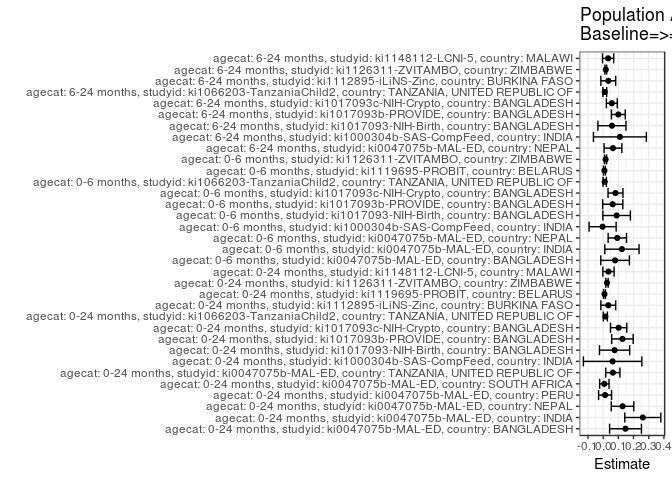 Population
Baseline=>=
agecat: 6-24 months, studyid: ki1148112-LCNI-5, country: MALAWI
agecat: 6-24 months, studyid: ki1126311-ZVITAMBO, country: ZIMBABWE
agecat: 6-24 months, studyid: ki1112895-iLiNS-Zinc, country: BURKINA FASO
agecat: 6-24 months, studyid: ki1066203-TanzaniaChild2, country: TANZANIA, UNITED REPUBLIC OF
agecat: 6-24 months, studyid: ki1017093c-NIH-Crypto, country: BANGLADESH
agecat: 6-24 months, studyid: ki1017093b-PROVIDE, country: BANGLADESH
agecat: 6-24 months, studyid: ki1017093-NIH-Birth, country: BANGLADESH
agecat: 6-24 months, studyid: ki1000304b-SAS-CompFeed, country: INDIA
agecat: 6-24 months, studyid: ki0047075b-MAL-ED, country: NEPAL
agecat: 0-6 months, studyid: ki1126311-ZVITAMBO, country: ZIMBABWE
agecat: 0-6 months, studyid: ki1119695-PROBIT, country: BELARUS
agecat: 0-6 months, studyid: ki1066203-TanzaniaChild2, country: TANZANIA, UNITED REPUBLIC OF
agecat: 0-6 months, studyid: ki1017093c-NIH-Crypto, country: BANGLADESH
agecat: 0-6 months, studyid: ki1017093b-PROVIDE, country: BANGLADESH
agecat: 0-6 months, studyid: ki1017093-NIH-Birth, country: BANGLADESH
agecat: 0-6 months, studyid: ki1000304b-SAS-CompFeed, country: INDIA
agecat: 0-6 months, studyid: ki0047075b-MAL-ED, country: NEPAL
agecat: 0-6 months, studyid: ki0047075b-MAL-ED, country: INDIA
agecat: 0-6 months, studyid: ki0047075b-MAL-ED, country: BANGLADESH
agecat: 0-24 months, studyid: ki1148112-LCNI-5, country: MALAWI
agecat: 0-24 months, studyid: ki1126311-ZVITAMBO, country: ZIMBABWE
agecat: 0-24 months, studyid: ki1119695-PROBIT, country: BELARUS
agecat: 0-24 months, studyid: ki1112895-iLiNS-Zinc, country: BURKINA FASO
agecat: 0-24 months, studyid: ki1066203-TanzaniaChild2, country: TANZANIA, UNITED REPUBLIC OF
agecat: 0-24 months, studyid: ki1017093c-NIH-Crypto, country: BANGLADESH
agecat: 0-24 months, studyid: ki1017093b-PROVIDE, country: BANGLADESH
agecat: 0-24 months, studyid: ki1017093-NIH-Birth, country: BANGLADESH
agecat: 0-24 months, studyid: ki1000304b-SAS-CompFeed, country: INDIA
agecat: 0-24 months, studyid: ki0047075b-MAL-ED, country: TANZANIA, UNITED REPUBLIC OF
agecat: 0-24 months, studyid: ki0047075b-MAL-ED, country: SOUTH AFRICA
agecat: 0-24 months, studyid: ki0047075b-MAL-ED, country: PERU
agecat: 0-24 months, studyid: ki0047075b-MAL-ED, country: NEPAL
agecat: 0-24 months, studyid: ki0047075b-MAL-ED, country: INDIA
agecat: 0-24 months, studyid: ki0047075b-MAL-ED, country: BANGLADESH
-0.1 0.0 0.1 0.2 0.3 0.4
Estimate